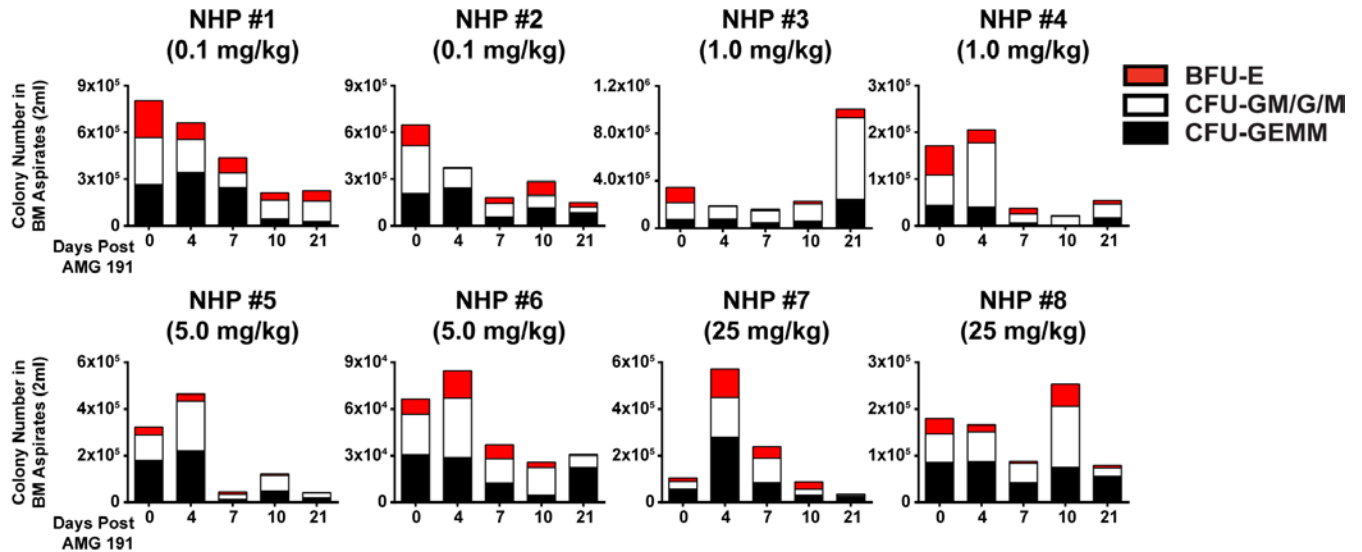 NHP #1
(0.1 mg/kg)
NHP #2
(0.1 mg/kg)
NHP #3
(1.0 mg/kg)
NHP #4
(1.0 mg/kg)
BFU-E
CFU-GM/G/M
CFU-GEMM
Colony Number in
BM Aspirates (2ml)
9x10⁵
6x10⁵
3x10⁵
0
9x10⁵
6x10⁵
3x10⁵
0
1.2x10⁶
8.0x10⁵
4.0x10⁵
0
3x10⁵
2x10⁵
1x10⁵
0
Days Post
AMG 191
0 4 7 10 21
0 4 7 10 21
0 4 7 10 21
0 4 7 10 21
NHP #5
(5.0 mg/kg)
NHP #6
(5.0 mg/kg)
NHP #7
(25 mg/kg)
NHP #8
(25 mg/kg)
Colony Number in
BM Aspirates (2ml)
6x10⁵
4x10⁵
2x10⁵
0
9x10⁴
6x10⁴
3x10⁴
0
6x10⁵
4x10⁵
2x10⁵
0
3x10⁵
2x10⁵
1x10⁵
0
Days Post
AMG 191
0 4 7 10 21
0 4 7 10 21
0 4 7 10 21
0 4 7 10 21